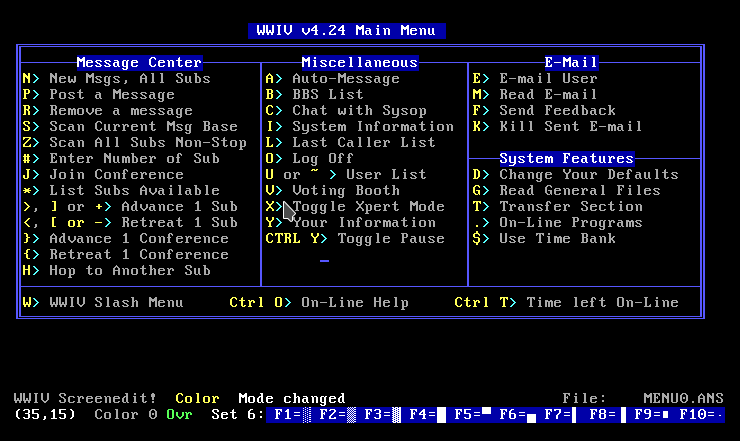 WWIV v4.24 Main Menu
Message Center
N> New Msgs, All Subs
P> Post a Message
R> Remove a message
S> Scan Current Msg Base
Z> Scan All Subs Non-Stop
#> Enter Number of Sub
J> Join Conference
*> List Subs Available
>, ] or +> Advance 1 Sub
<, [ or -> Retreat 1 Sub
}> Advance 1 Conference
{> Retreat 1 Conference
H> Hop to Another Sub
Miscellaneous
A> Auto-Message
B> BBS List
C> Chat with Sysop
I> System Information
L> Last Caller List
O> Log Off
U or ~ > User List
V> Voting Booth
X> Toggle Xpert Mode
Y> Your Information
CTRL Y> Toggle Pause
E-Mail
E> E-mail User
M> Read E-mail
F> Send Feedback
K> Kill Sent E-mail
System Features
D> Change Your Defaults
G> Read General Files
T> Transfer Section
.> On-Line Programs
$> Use Time Bank
W> WWIV Slash Menu Ctrl O> On-Line Help Ctrl T> Time left On-Line
WWIV Screenedit! Color Mode changed File: MENU0.ANS
(35,15) Color 0 Ovr Set 6: F1=░ F2=▒ F3=▓ F4=█ F5=▀ F6=▄ F7=▌ F8=▐ F9=■ F10=·